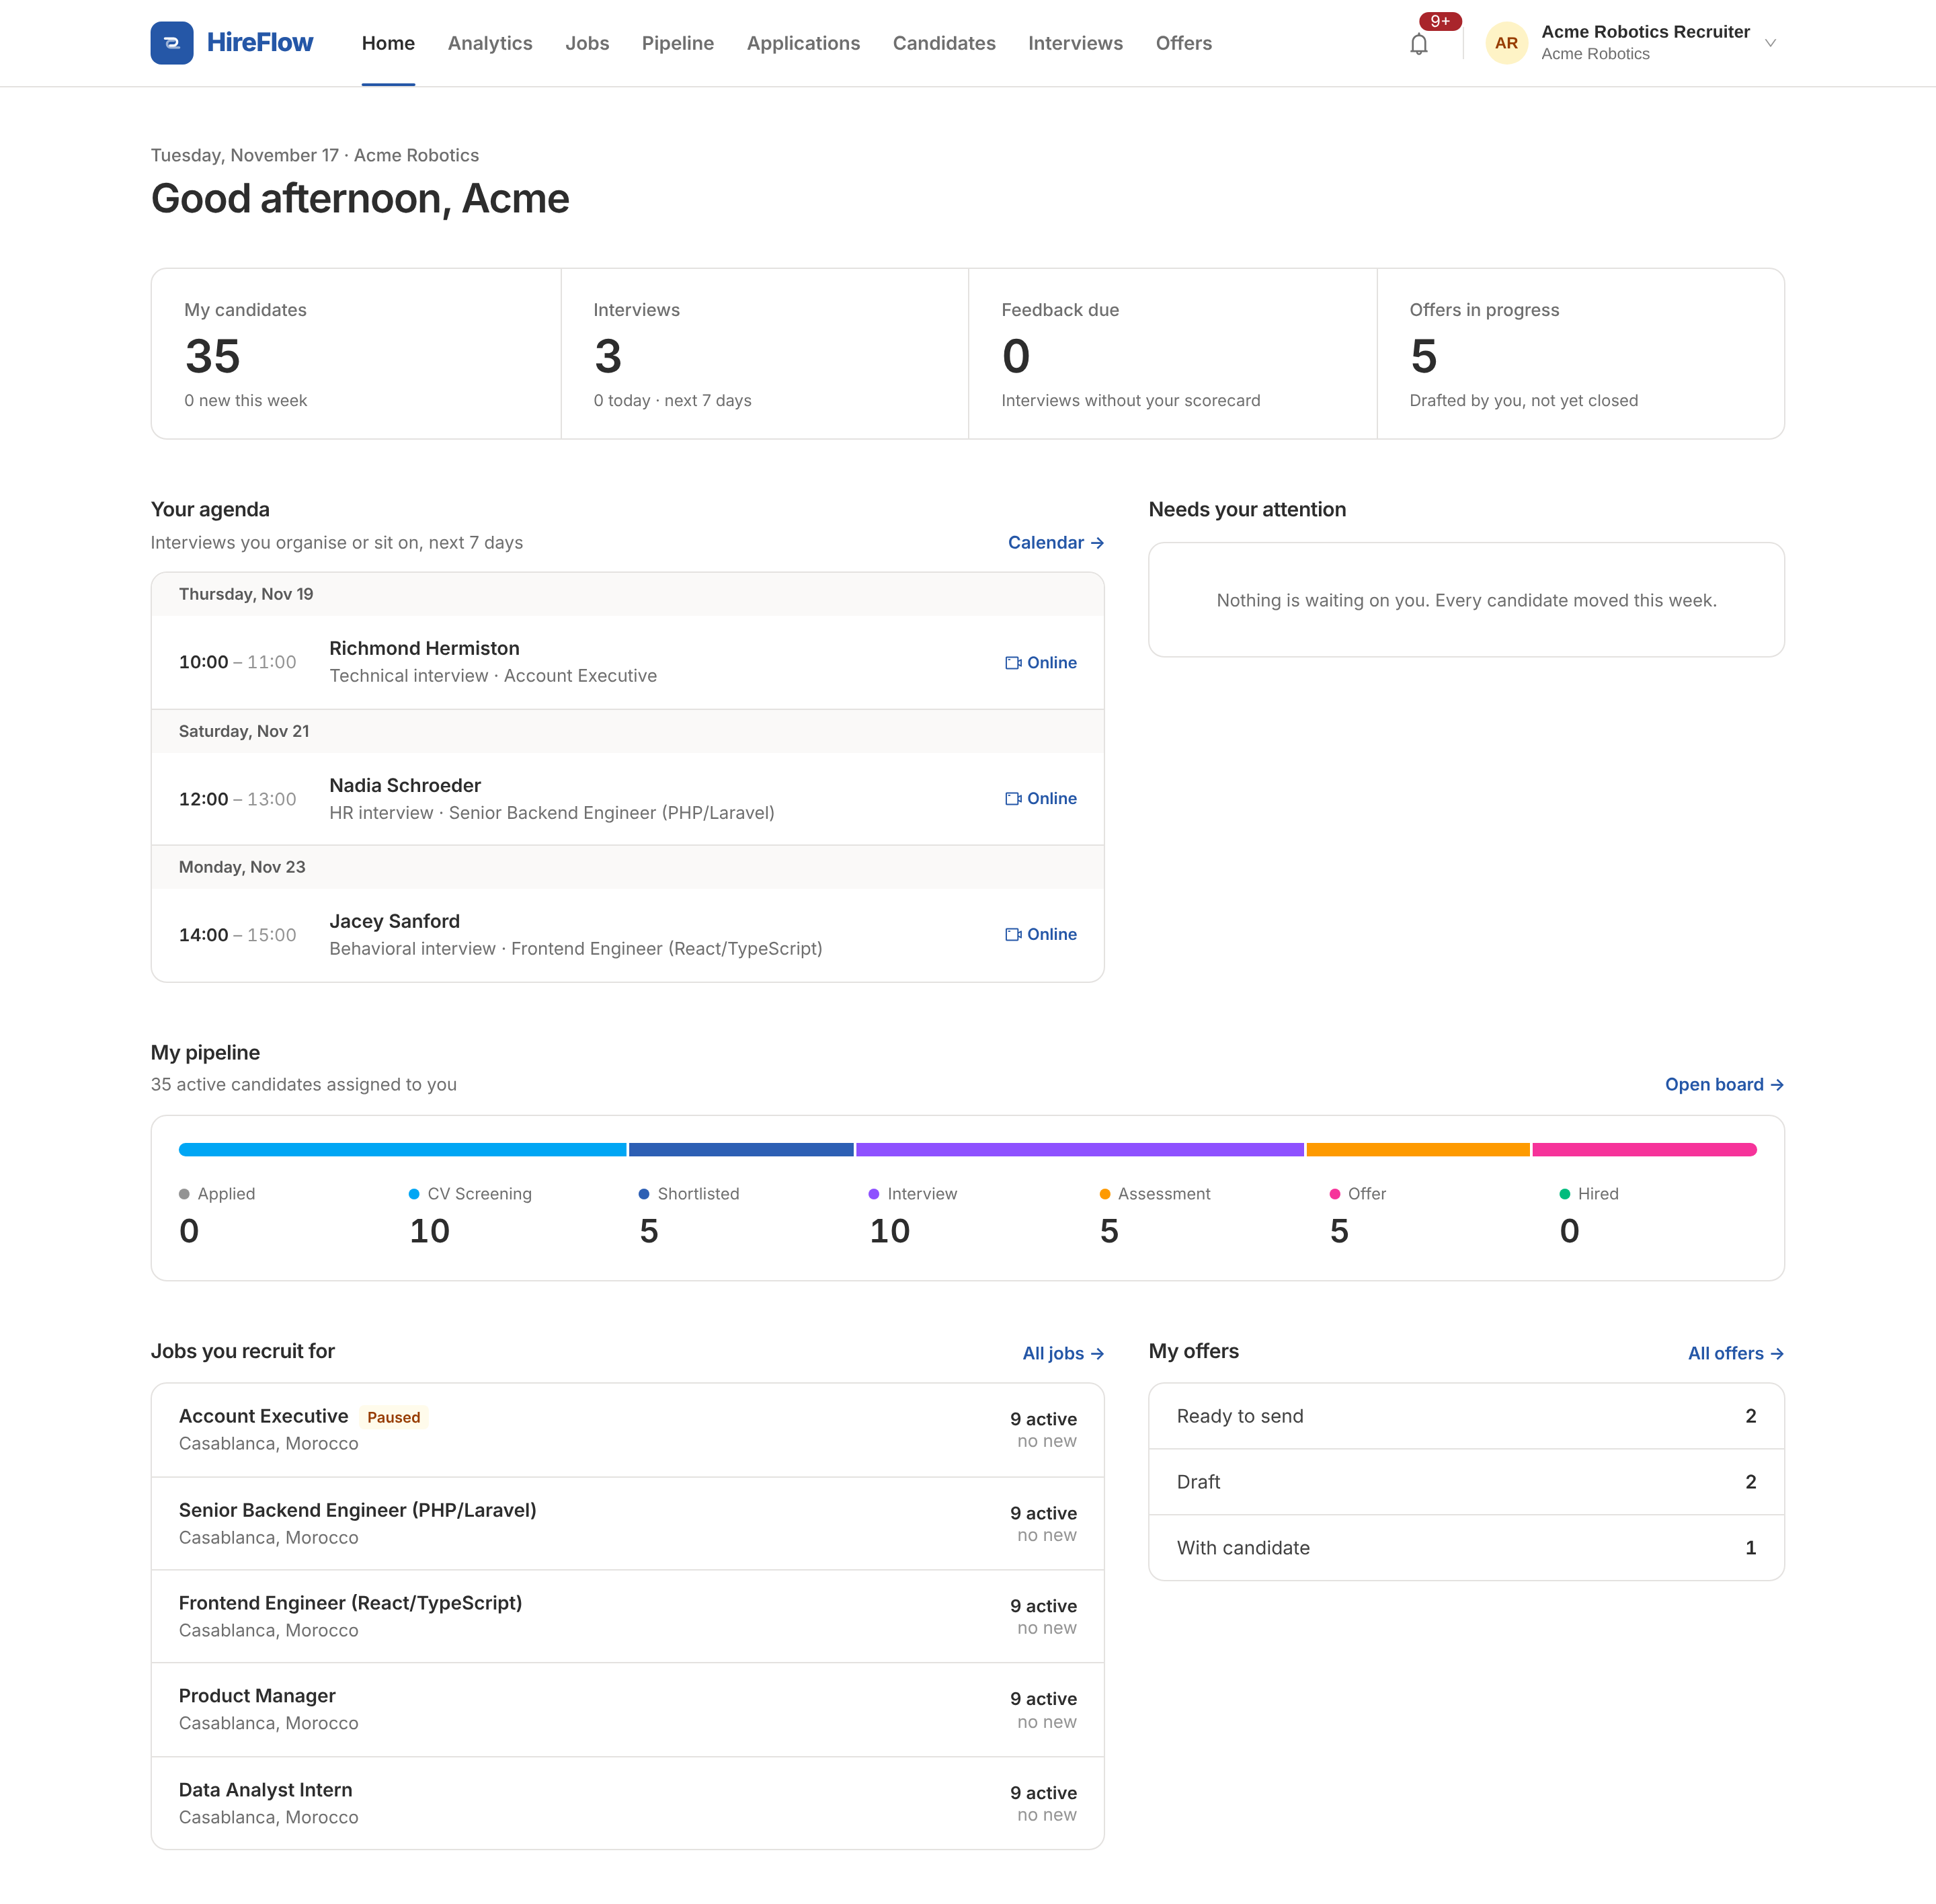 HireFlow
Home
Analytics
Jobs
Pipeline
Applications
Candidates
Interviews
Offers
9+
AR
Acme Robotics Recruiter
Acme Robotics
Tuesday, November 17 · Acme Robotics
Good afternoon, Acme
My candidates
35
0 new this week
Interviews
3
0 today · next 7 days
Feedback due
0
Interviews without your scorecard
Offers in progress
5
Drafted by you, not yet closed
Your agenda
Interviews you organise or sit on, next 7 days
Calendar →
Thursday, Nov 19
10:00 – 11:00
Richmond Hermiston
Technical interview · Account Executive
Online
Saturday, Nov 21
12:00 – 13:00
Nadia Schroeder
HR interview · Senior Backend Engineer (PHP/Laravel)
Online
Monday, Nov 23
14:00 – 15:00
Jacey Sanford
Behavioral interview · Frontend Engineer (React/TypeScript)
Online
Needs your attention
Nothing is waiting on you. Every candidate moved this week.
My pipeline
35 active candidates assigned to you
Open board →
Applied
0
CV Screening
10
Shortlisted
5
Interview
10
Assessment
5
Offer
5
Hired
0
Jobs you recruit for
All jobs →
Account Executive Paused
Casablanca, Morocco
9 active
no new
Senior Backend Engineer (PHP/Laravel)
Casablanca, Morocco
9 active
no new
Frontend Engineer (React/TypeScript)
Casablanca, Morocco
9 active
no new
Product Manager
Casablanca, Morocco
9 active
no new
Data Analyst Intern
Casablanca, Morocco
9 active
no new
My offers
All offers →
Ready to send 2
Draft 2
With candidate 1